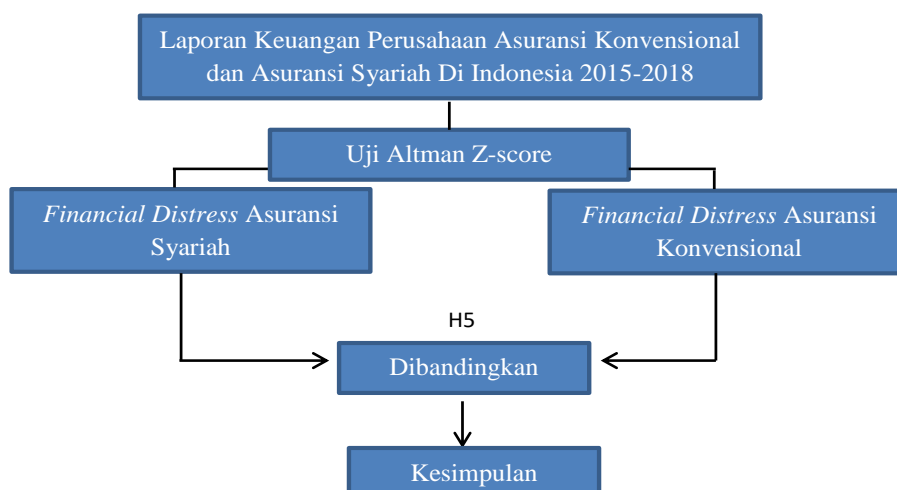 Laporan Keuangan Perusahaan Asuransi Konvensional
dan Asuransi Syariah Di Indonesia 2015-2018
Uji Altman Z-score
Financial Distress Asuransi
Syariah
Financial Distress Asuransi
Konvensional
H5
Dibandingkan
Kesimpulan